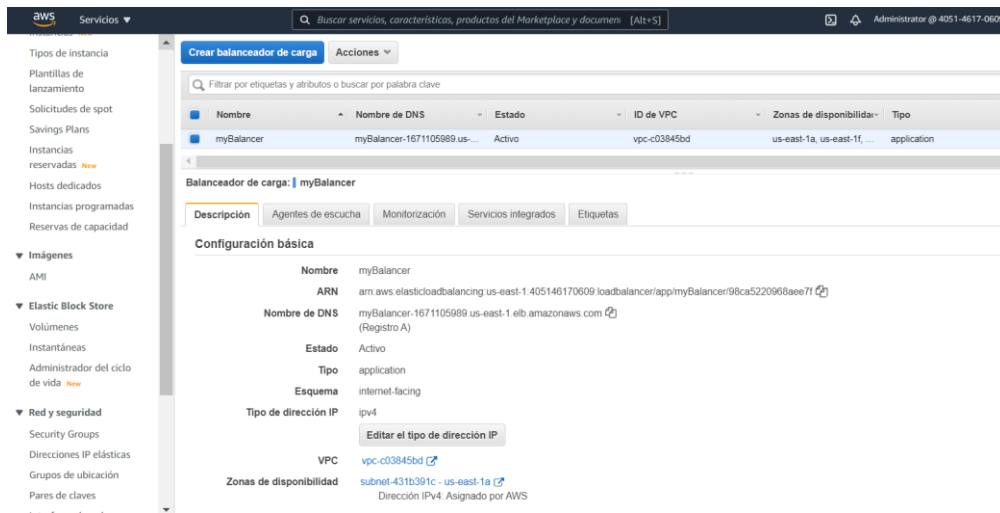 aws
Servicios ▼
Buscar servicios, características, productos del Marketplace y documen [Alt+S]
Administrator @ 4051-4617-0609
Instancias New
Tipos de instancia
Plantillas de
lanzamiento
Solicitudes de spot
Savings Plans
Instancias
reservadas New
Hosts dedicados
Instancias programadas
Reservas de capacidad
▼ Imágenes
AMI
▼ Elastic Block Store
Volúmenes
Instantáneas
Administrador del ciclo
de vida New
▼ Red y seguridad
Security Groups
Direcciones IP elásticas
Grupos de ubicación
Pares de claves
Crear balanceador de carga
Acciones
Filtrar por etiquetas y atributos o buscar por palabra clave
Nombre Nombre de DNS Estado ID de VPC Zonas de disponibilidad Tipo
myBalancer myBalancer-1671105989.us-... Activo vpc-c03845bd us-east-1a, us-east-1f, ... application
Balanceador de carga: myBalancer
Descripción Agentes de escucha Monitorización Servicios integrados Etiquetas
Configuración básica
Nombre myBalancer
ARN arn:aws:elasticloadbalancing:us-east-1:405146170609:loadbalancer/app/myBalancer/98ca5220968aee7f
Nombre de DNS myBalancer-1671105989.us-east-1.elb.amazonaws.com
(Registro A)
Estado Activo
Tipo application
Esquema internet-facing
Tipo de dirección IP ipv4
Editar el tipo de dirección IP
VPC vpc-c03845bd
Zonas de disponibilidad subnet-431b391c - us-east-1a
Dirección IPv4: Asignado por AWS